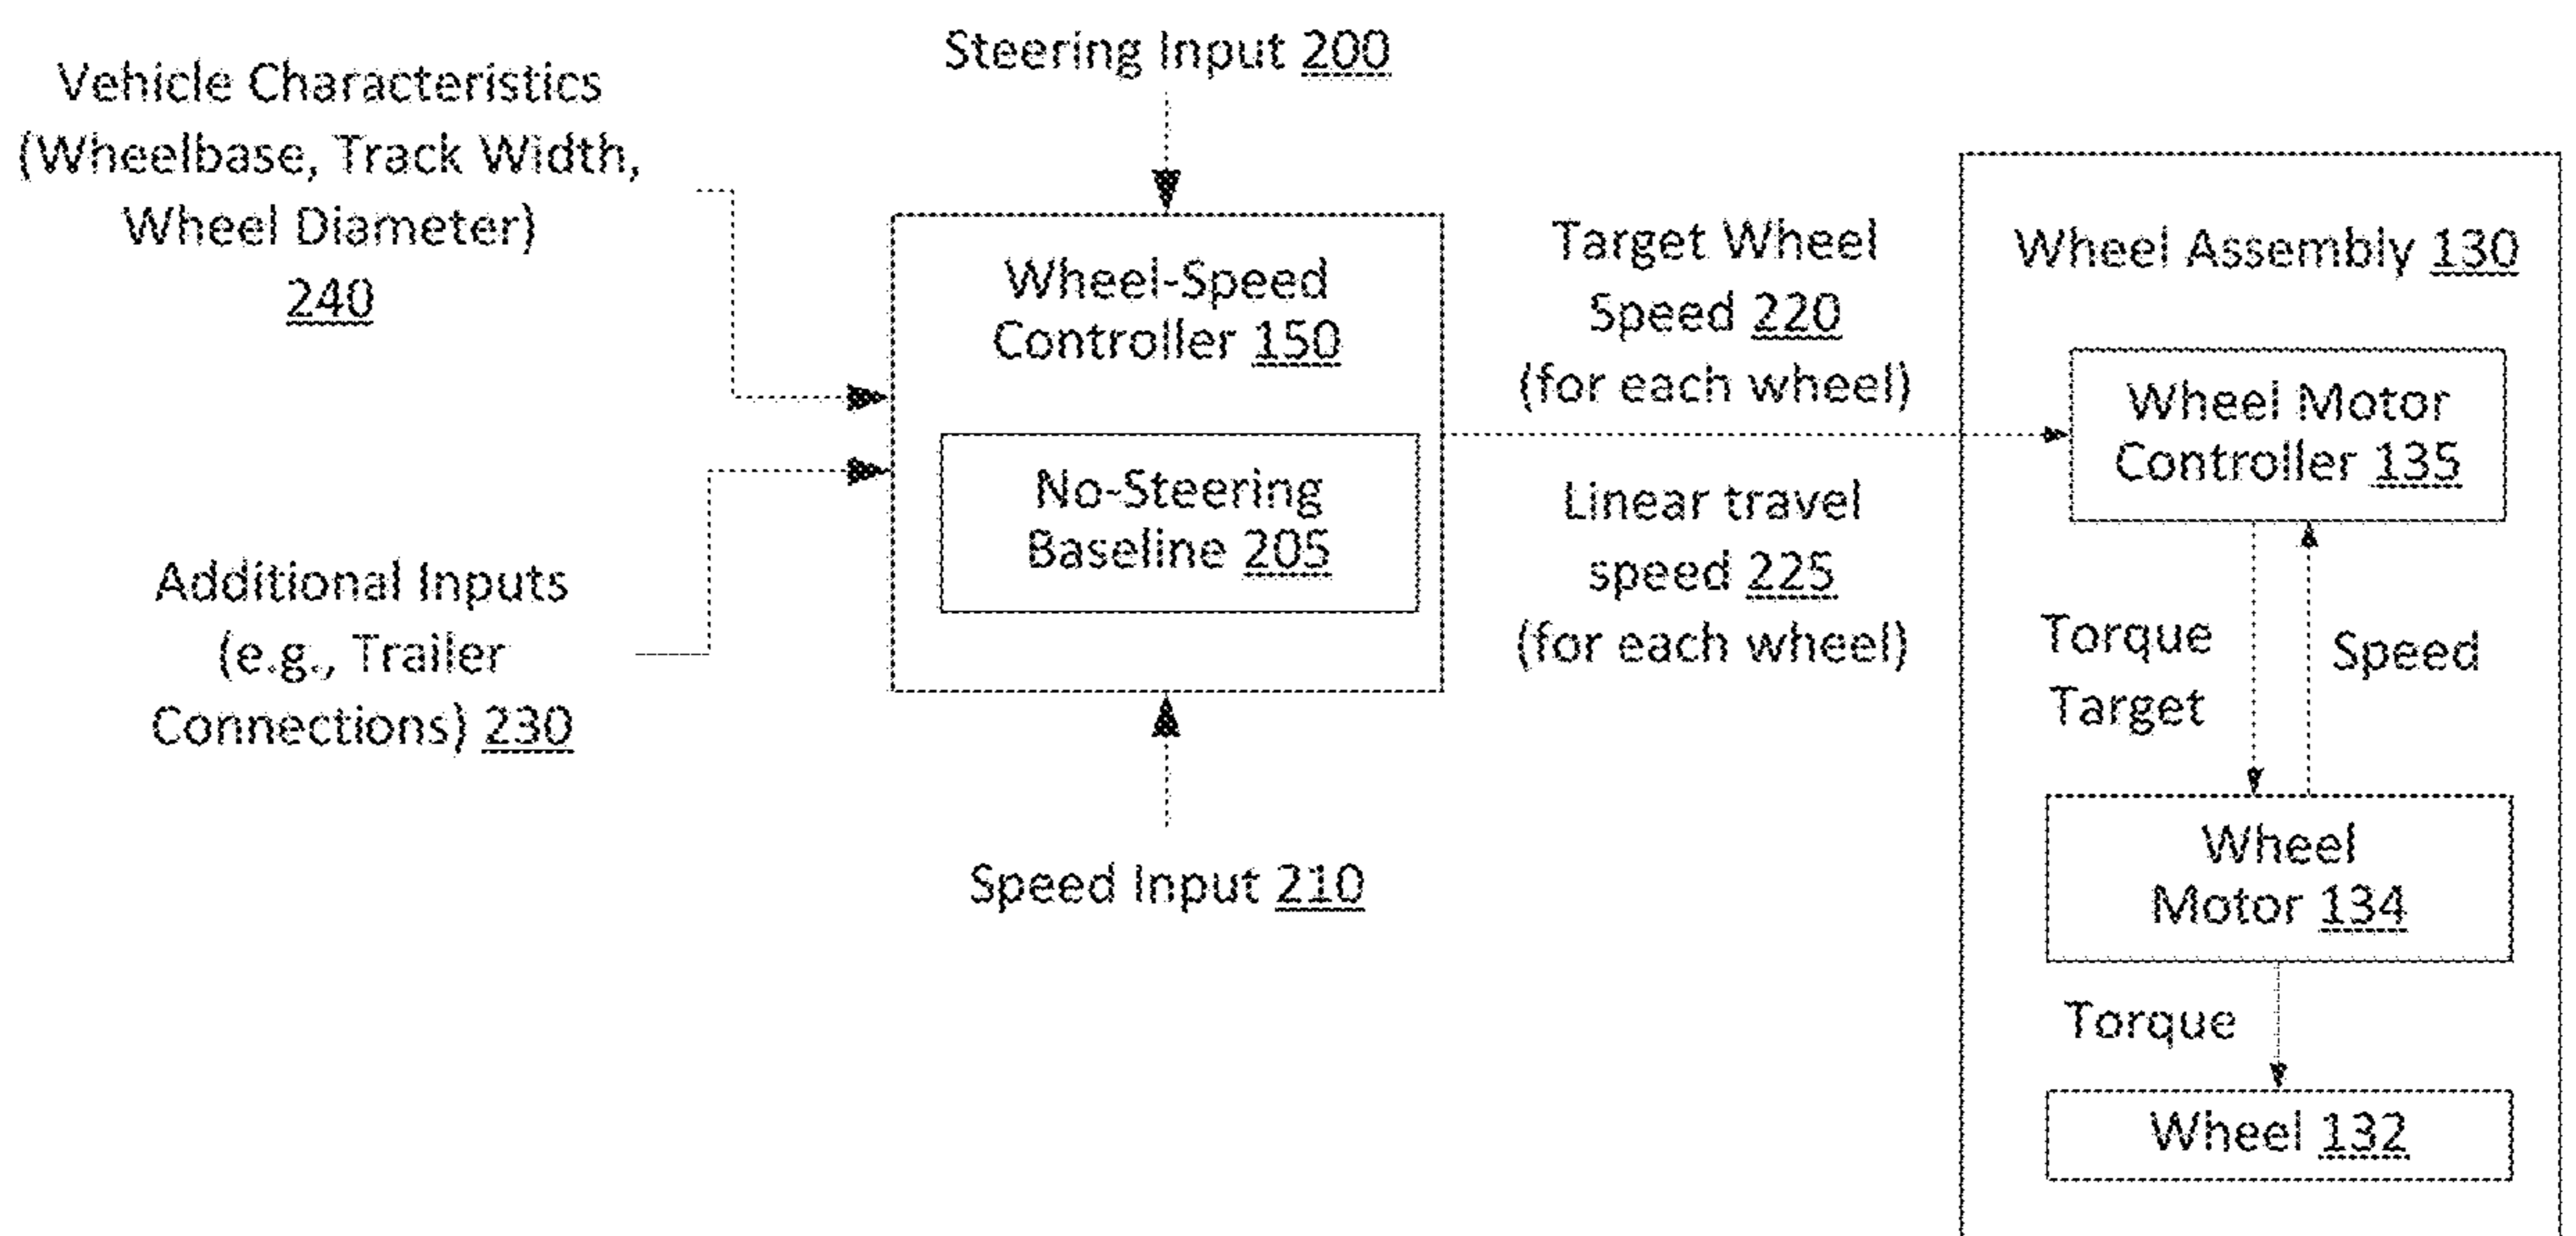 Steering Input 200
Vehicle Characteristics
(Wheelbase, Track Width,
Wheel Diameter)
240
Additional Inputs
(e.g., Trailer
Connections) 230
Wheel-Speed
Controller 150
No-Steering
Baseline 205
Speed Input 210
Target Wheel
Speed 220
(for each wheel)
Linear travel
speed 225
(for each wheel)
Wheel Assembly 130
Wheel Motor
Controller 135
Torque
Target
Speed
Wheel
Motor 134
Torque
Wheel 132